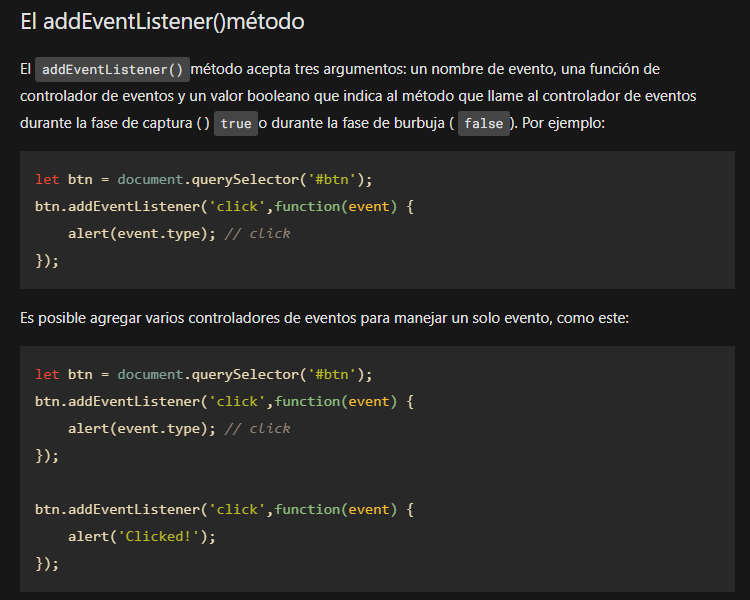 El addEventListener()método
El addEventListener() método acepta tres argumentos: un nombre de evento, una función de
controlador de eventos y un valor booleano que indica al método que llame al controlador de eventos
durante la fase de captura ( ) true o durante la fase de burbuja ( false ). Por ejemplo:
let btn = document.querySelector('#btn');
btn.addEventListener('click',function(event) {
    alert(event.type); // click
});
Es posible agregar varios controladores de eventos para manejar un solo evento, como este:
let btn = document.querySelector('#btn');
btn.addEventListener('click',function(event) {
    alert(event.type); // click
});
btn.addEventListener('click',function(event) {
    alert('Clicked!');
});